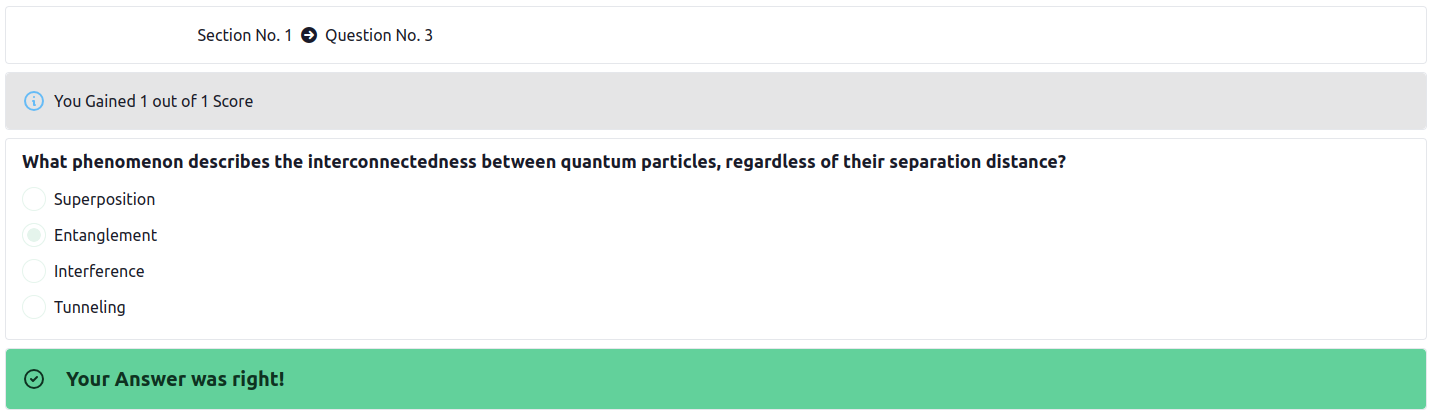 Section No. 1 Question No. 3
You Gained 1 out of 1 Score
What phenomenon describes the interconnectedness between quantum particles, regardless of their separation distance?
Superposition
Entanglement
Interference
Tunneling
Your Answer was right!